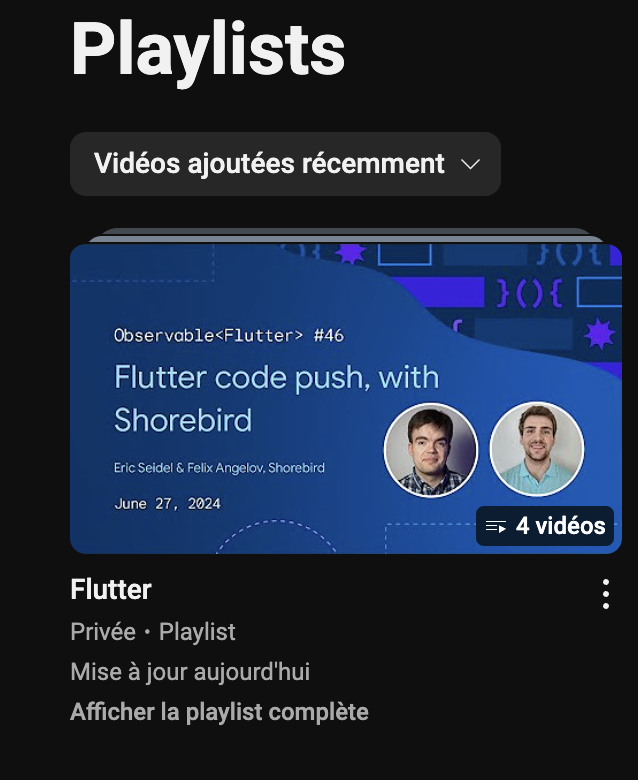 Playlists
Vidéos ajoutées récemment
}(){
}(){
Observable<Flutter> #46
Flutter code push, with
Shorebird
Eric Seidel & Felix Angelov, Shorebird
June 27, 2024
4 vidéos
Flutter
Privée • Playlist
Mise à jour aujourd'hui
Afficher la playlist complète